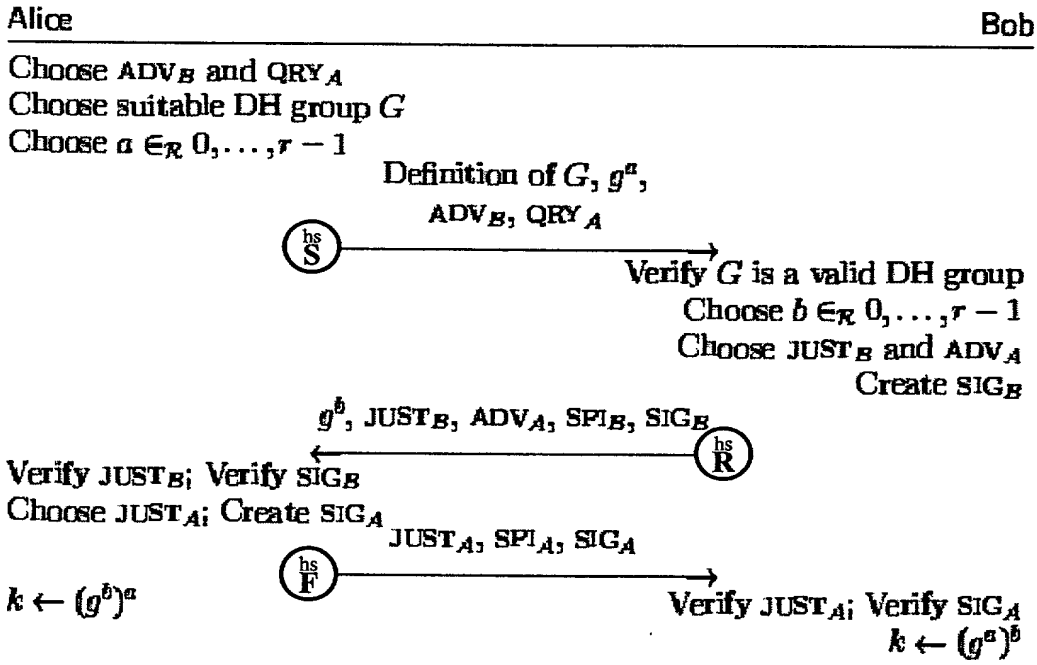 Alice Bob
Choose ADV_B and QRY_A
Choose suitable DH group G
Choose a ∈_R 0,...,r − 1
Definition of G, g^a,
ADV_B, QRY_A
hs
S
Verify G is a valid DH group
Choose b ∈_R 0,...,r − 1
Choose JUST_B and ADV_A
Create SIG_B
g^b, JUST_B, ADV_A, SPI_B, SIG_B
hs
R
Verify JUST_B; Verify SIG_B
Choose JUST_A; Create SIG_A
JUST_A, SPI_A, SIG_A
hs
F
k ← (g^b)^a
Verify JUST_A; Verify SIG_A
k ← (g^a)^b